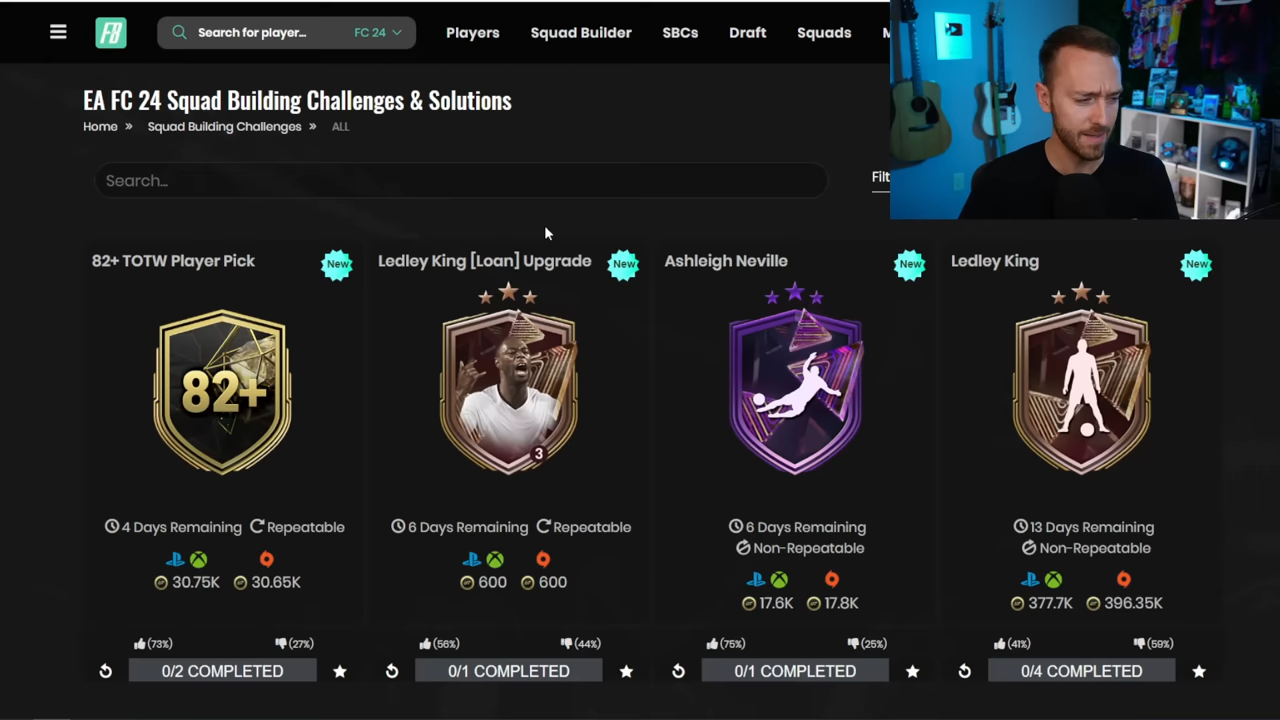 FB
Search for player...
FC 24
Players
Squad Builder
SBCs
Draft
Squads
EA FC 24 Squad Building Challenges & Solutions
Home » Squad Building Challenges » ALL
Search...
82+ TOTW Player Pick
New
Ledley King [Loan] Upgrade
New
Ashleigh Neville
New
Ledley King
New
82+
3
4 Days Remaining
Repeatable
6 Days Remaining
Repeatable
6 Days Remaining
Non-Repeatable
13 Days Remaining
Non-Repeatable
30.75K
30.65K
600
600
17.6K
17.8K
377.7K
396.35K
(73%)
(27%)
(56%)
(44%)
(75%)
(25%)
(41%)
(59%)
0/2 COMPLETED
0/1 COMPLETED
0/1 COMPLETED
0/4 COMPLETED